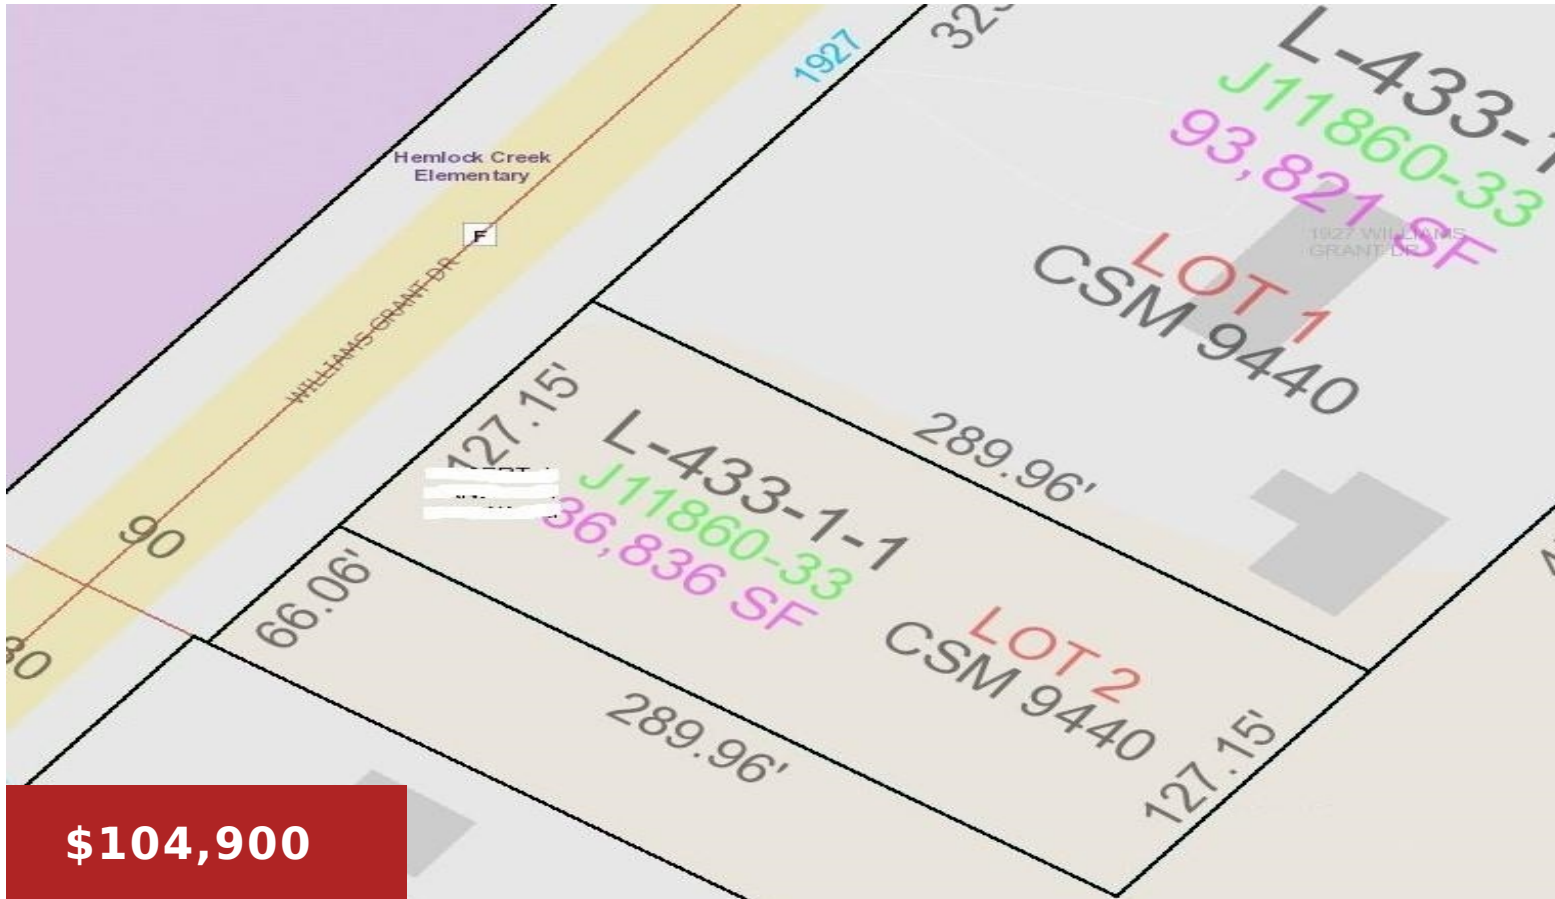 1927
L-433-1
J11860-33
93,821 SF
1927 WILLIAMS
GRANT DR
LOT 1
CSM 9440
Hemlock Creek
Elementary
F
WILLIAMS GRANT DR
127.15'
289.96'
L-433-1-1
J11860-33
36,836 SF
LOT 2
CSM 9440
90
66.06'
289.96'
127.15'
$104,900